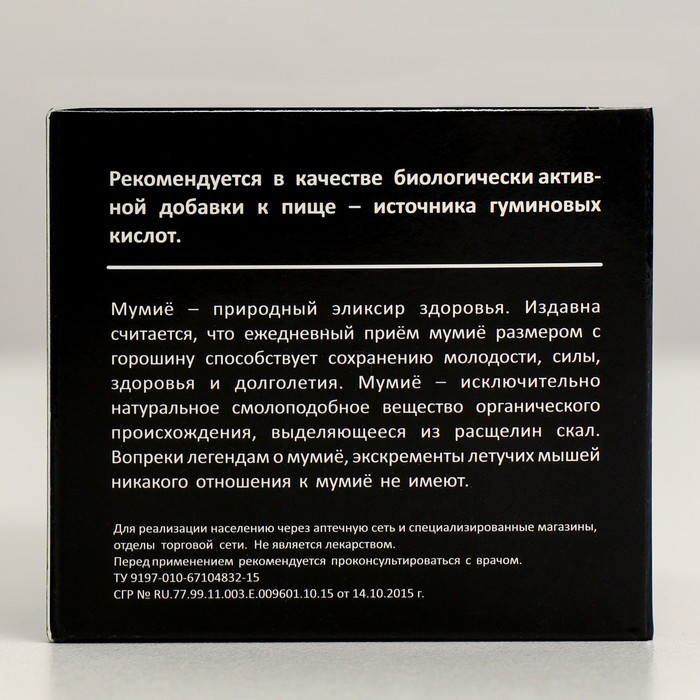 Рекомендуется в качестве биологически актив-
ной добавки к пище – источника гуминовых
кислот.
Мумиё – природный эликсир здоровья. Издавна
считается, что ежедневный приём мумиё размером с
горошину способствует сохранению молодости, силы,
здоровья и долголетия. Мумиё – исключительно
натуральное смолоподобное вещество органического
происхождения, выделяющееся из расщелин скал.
Вопреки легендам о мумиё, экскременты летучих мышей
никакого отношения к мумиё не имеют.
Для реализации населению через аптечную сеть и специализированные магазины,
отделы торговой сети. Не является лекарством.
Перед применением рекомендуется проконсультироваться с врачом.
ТУ 9197-010-67104832-15
СГР № RU.77.99.11.003.Е.009601.10.15 от 14.10.2015 г.